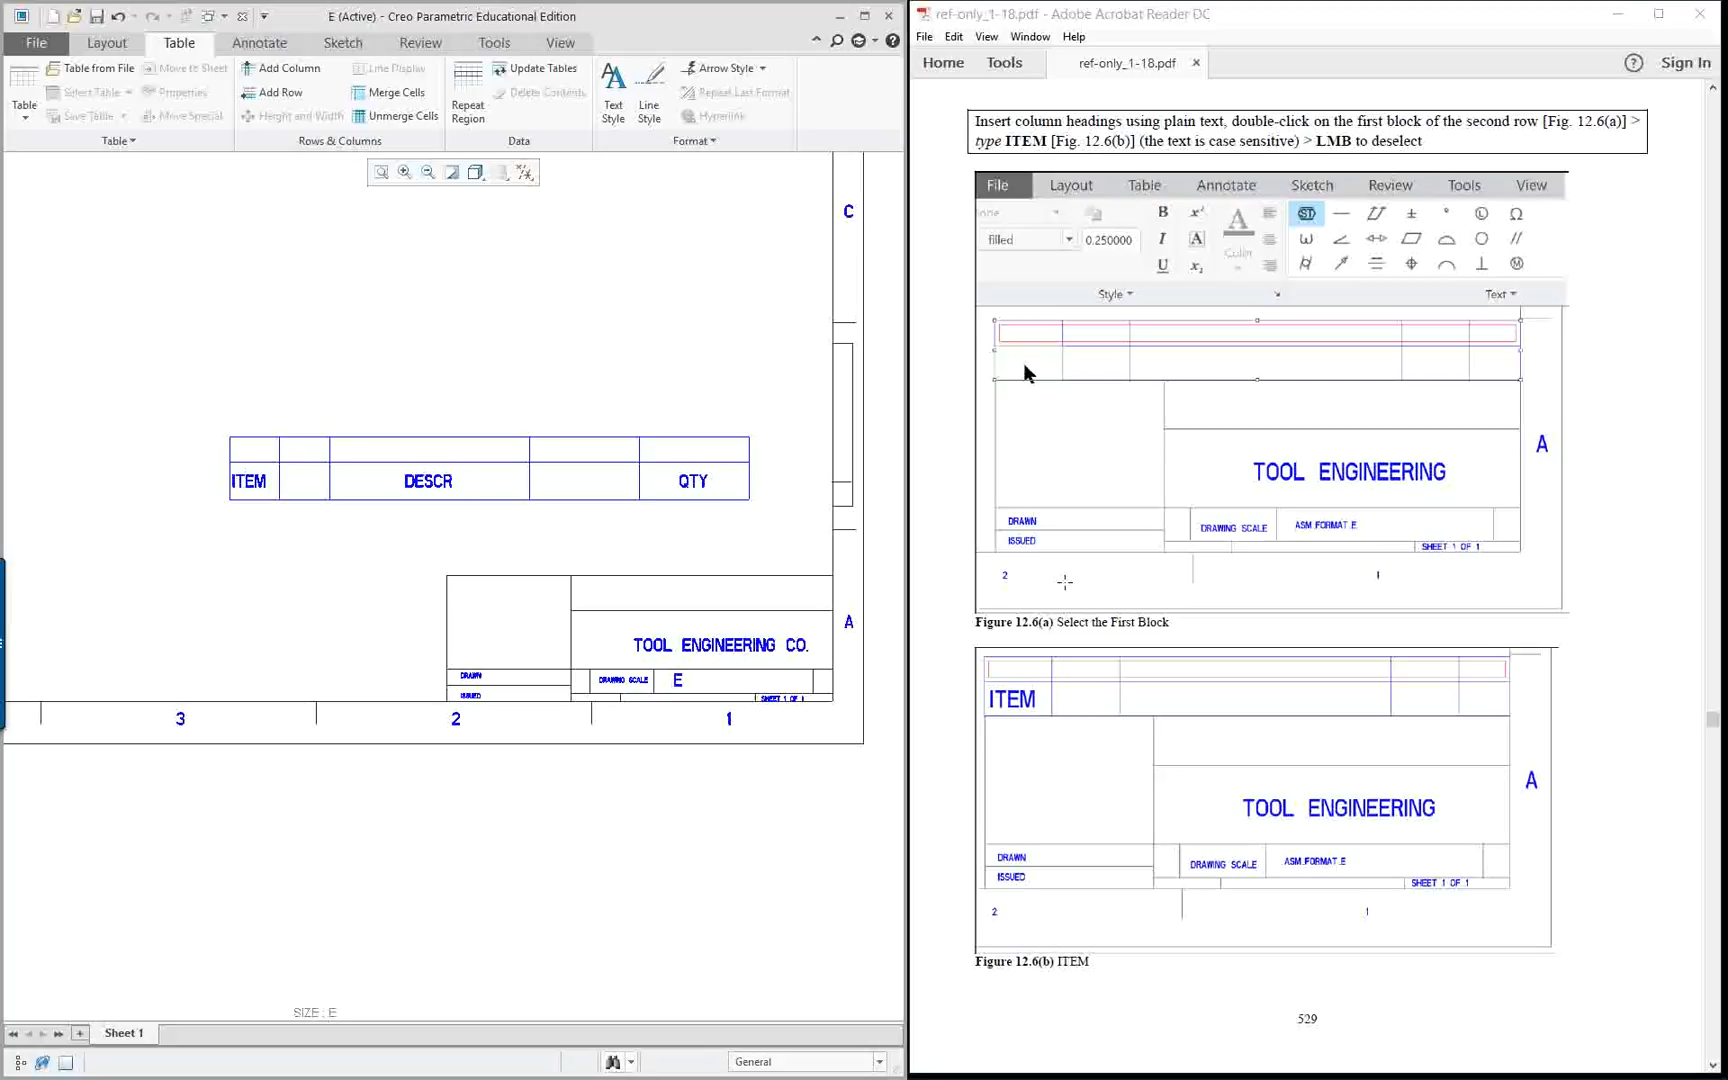 E (Active) - Creo Parametric Educational Edition
File Layout Table Annotate Sketch Review Tools View
Table
Table from File
Select Table
Save Table
Move to Sheet
Properties
Move Special
Table
Add Column
Add Row
Height and Width
Line Display
Merge Cells
Unmerge Cells
Rows & Columns
Repeat
Region
Update Tables
Delete Contents
Data
Text
Style
Line
Style
Arrow Style
Repeat Last Format
Hyperlink
Format
C
ITEM DESCR QTY
A
TOOL ENGINEERING CO.
DRAWN
ISSUED
DRAWING SCALE
E
SHEET 1 OF 1
3 2 1
SIZE : E
Sheet 1
General
ref-only_1-18.pdf - Adobe Acrobat Reader DC
File Edit View Window Help
Home Tools ref-only_1-18.pdf × Sign In
Insert column headings using plain text, double-click on the first block of the second row [Fig. 12.6(a)] >
type ITEM [Fig. 12.6(b)] (the text is case sensitive) > LMB to deselect
File Layout Table Annotate Sketch Review Tools View
filled 0.250000
B I U
Color
Style Text
A
TOOL ENGINEERING
DRAWN
ISSUED
DRAWING SCALE ASM_FORMAT_E
SHEET 1 OF 1
2 1
Figure 12.6(a) Select the First Block
ITEM
A
TOOL ENGINEERING
DRAWN
ISSUED
DRAWING SCALE ASM_FORMAT_E
SHEET 1 OF 1
2 1
Figure 12.6(b) ITEM
529